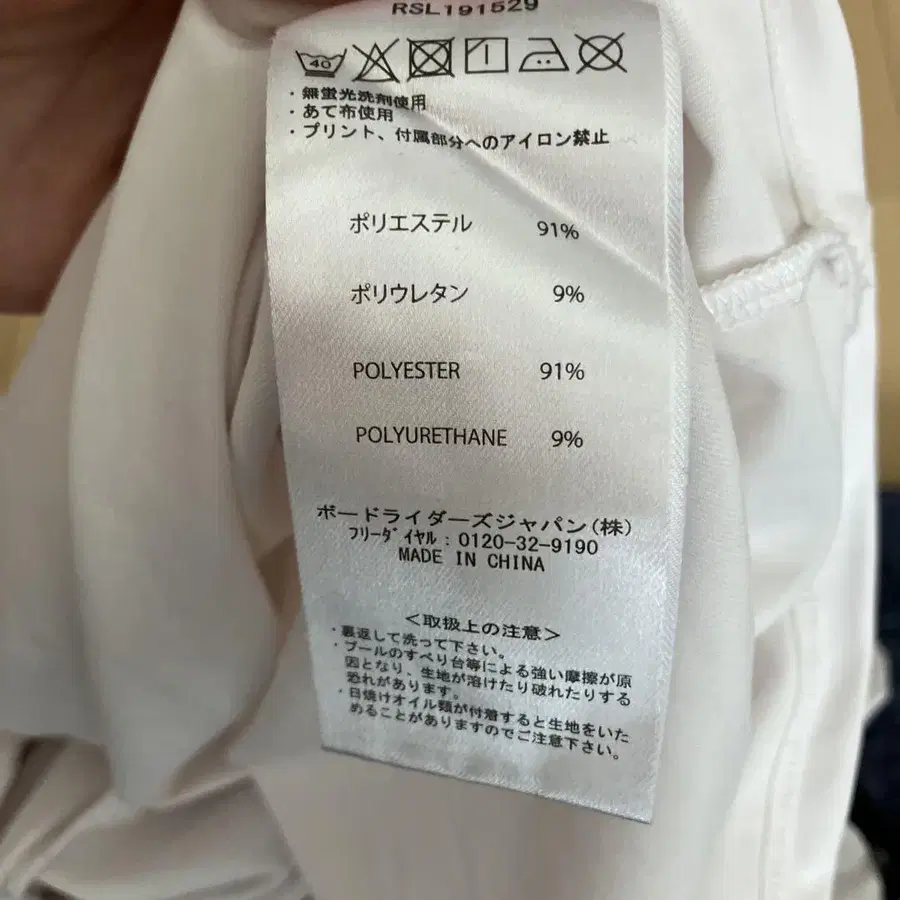 RSL191529
40
・無蛍光洗剤使用
・あて布使用
・プリント、付属部分へのアイロン禁止
ポリエステル 91%
ポリウレタン 9%
POLYESTER 91%
POLYURETHANE 9%
ボードライダーズジャパン(株)
フリーダイヤル：0120-32-9190
MADE IN CHINA
<取扱上の注意>
・裏返して洗って下さい。
・プールのすべり台等による強い摩擦が原
因となり、生地が溶けたり破れたりする
恐れがあります。
・日焼けオイル類が付着すると生地をいた
めることがありますのでご注意下さい。